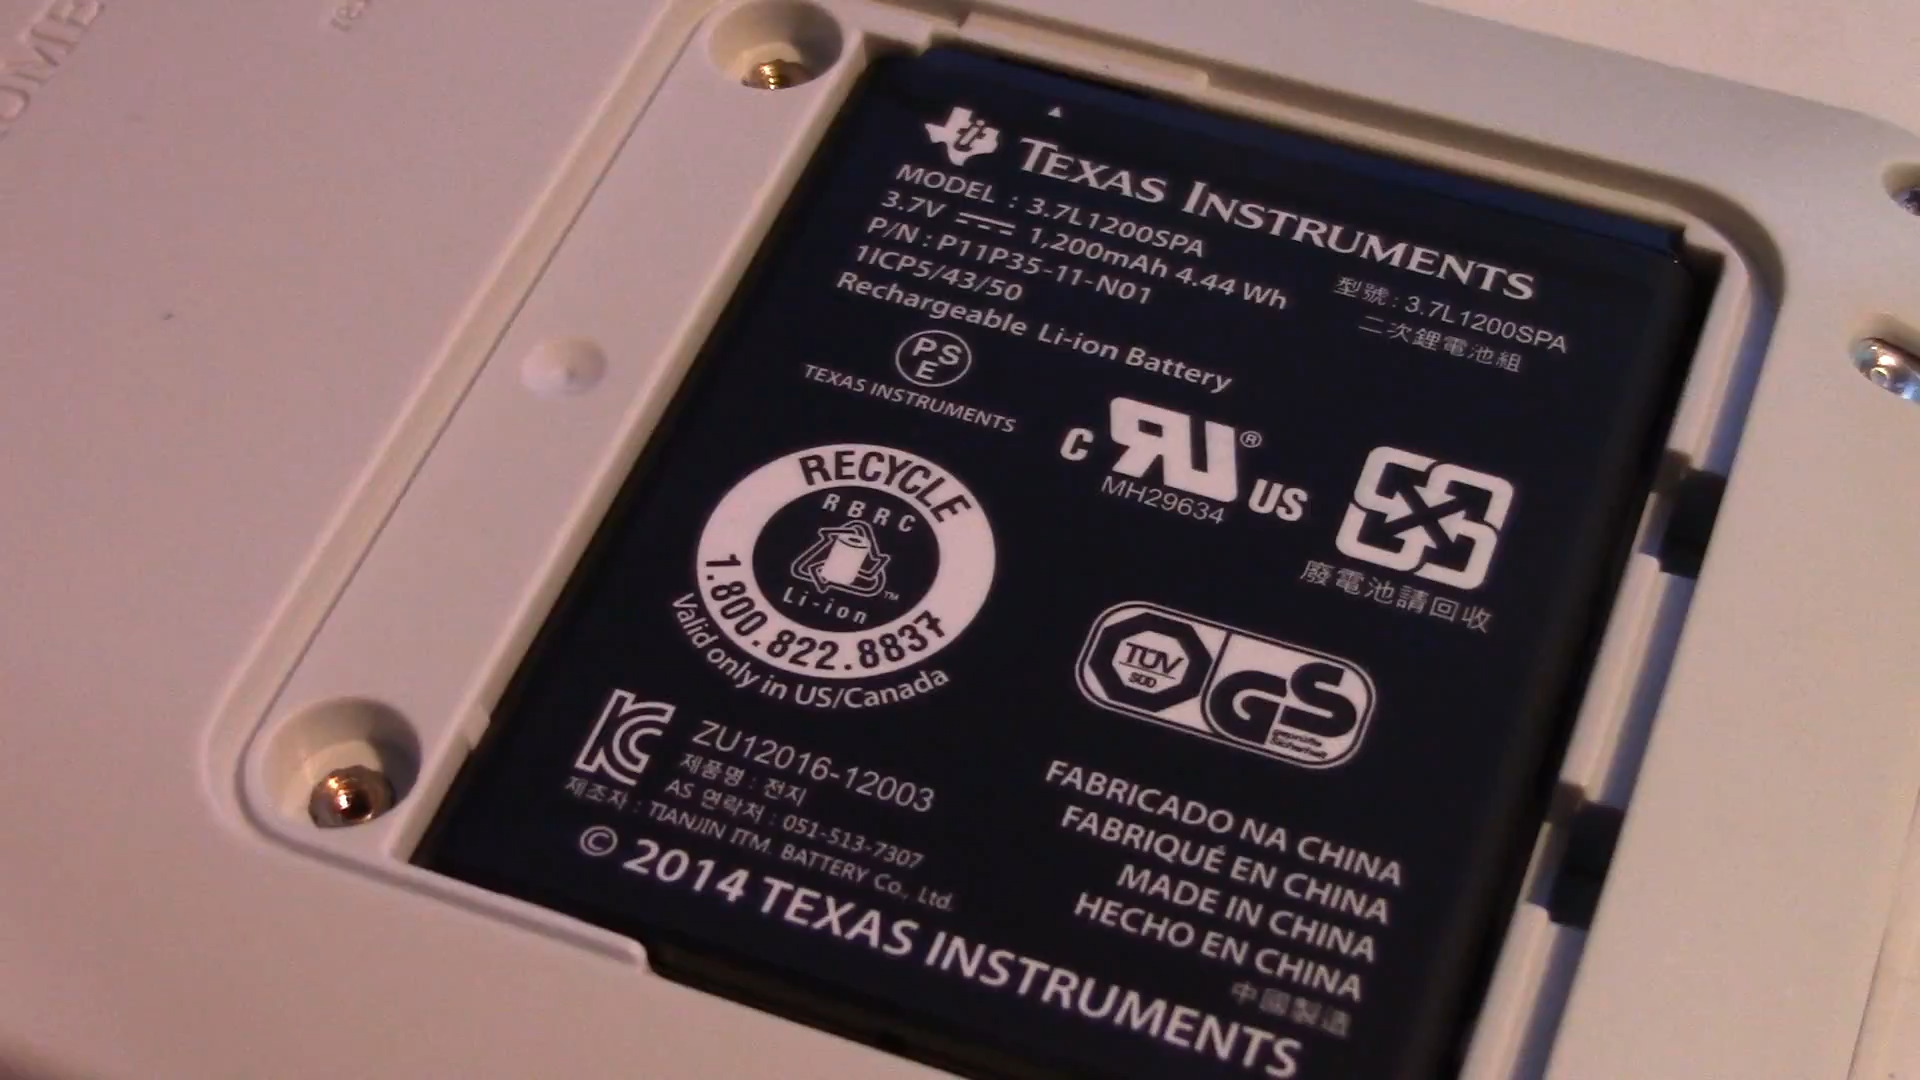 TEXAS INSTRUMENTS
MODEL : 3.7L1200SPA
3.7V 1,200mAh 4.44 Wh
P/N : P11P35-11-N01
1ICP5/43/50
Rechargeable Li-ion Battery
型號 : 3.7L1200SPA
二次鋰電池組
PSE
TEXAS INSTRUMENTS
C RU ® US
MH29634
RECYCLE
RBRC
Li-ion ™
1.800.822.8837
Valid only in US/Canada
廢電池請回收
TÜV
SÜD
GS
geprüfte
Sicherheit
ZU12016-12003
제품명 : 전지
AS 연락처 : 051-513-7307
제조자 : TIANJIN ITM. BATTERY Co., Ltd.
© 2014 TEXAS INSTRUMENTS
FABRICADO NA CHINA
FABRIQUÉ EN CHINA
MADE IN CHINA
HECHO EN CHINA
中國製造